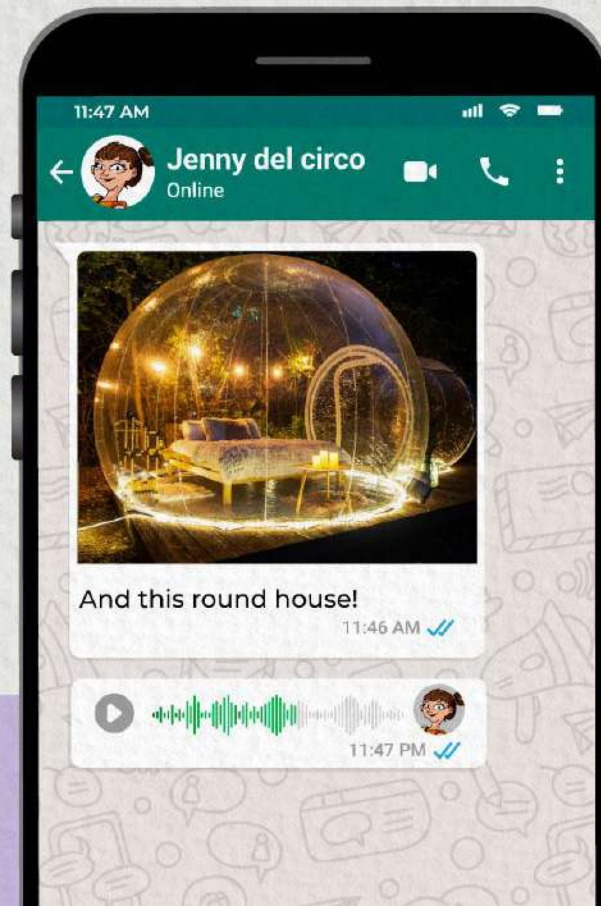 11:47 AM
Jenny del circo
Online
And this round house!
11:46 AM
11:47 PM